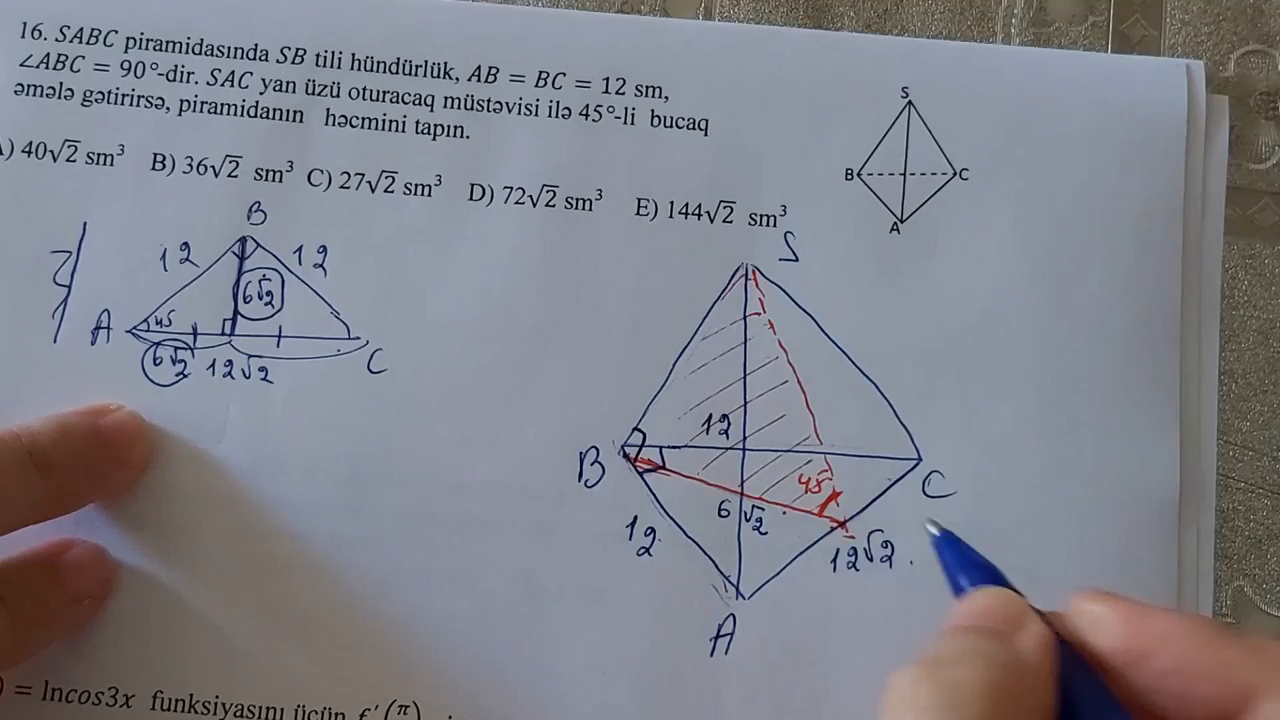 16. SABC piramidasında SB tili hündürlük, AB = BC = 12 sm,
∠ABC = 90°-dir. SAC yan üzü oturacaq müstəvisi ilə 45°-li bucaq
əmələ gətirirsə, piramidanın həcmini tapın.
) 40√2 sm³ B) 36√2 sm³ C) 27√2 sm³ D) 72√2 sm³ E) 144√2 sm³
S
B C
A
B
12 12
6√2
A 45
6√2 12√2 C
S
12
B C
45
6√2
12 12√2
A
) = lncos3x funksiyasını üçün f′(π)